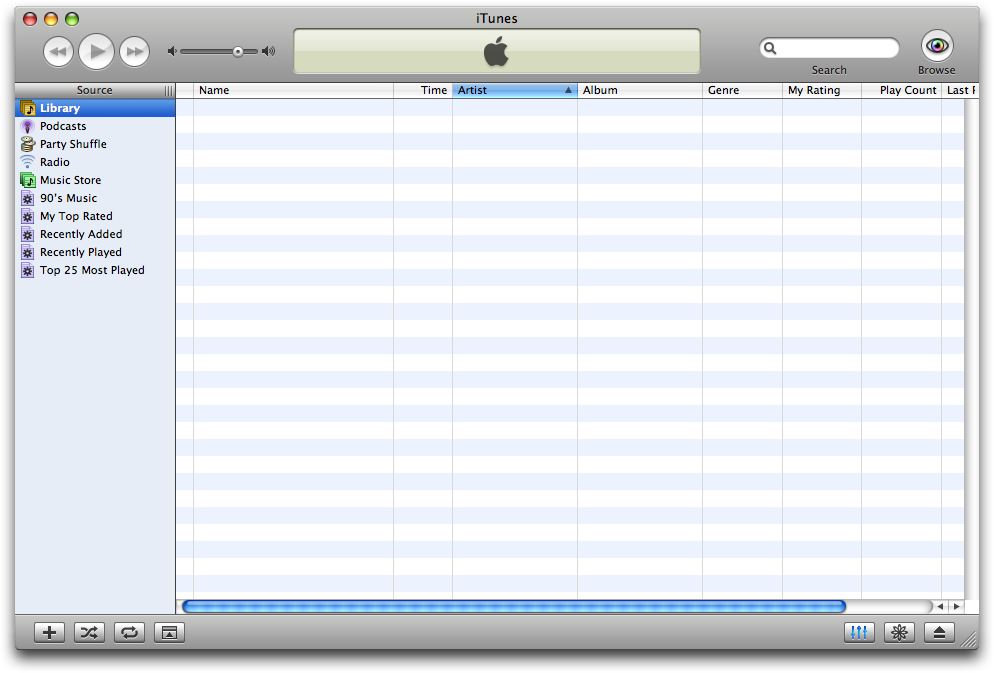 iTunes
Search
Browse
Source
Name Time Artist Album Genre My Rating Play Count Last
Library
Podcasts
Party Shuffle
Radio
Music Store
90's Music
My Top Rated
Recently Added
Recently Played
Top 25 Most Played